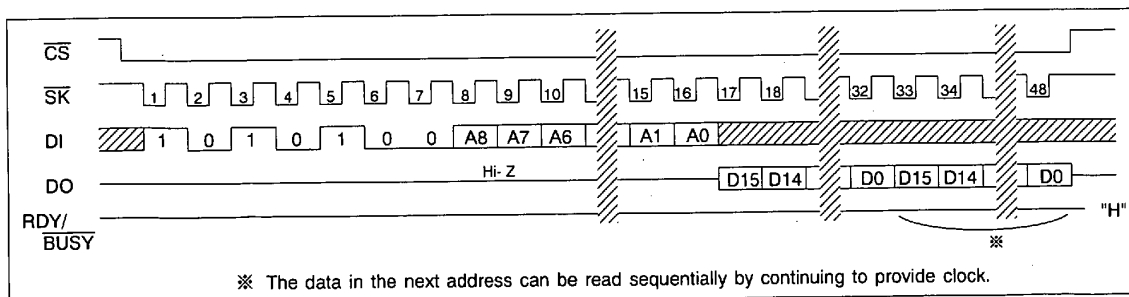 CS
SK 1 2 3 4 5 6 7 8 9 10 15 16 17 18 32 33 34 48
DI 1 0 1 0 1 0 0 A8 A7 A6 A1 A0
DO Hi-Z D15 D14 D0 D15 D14 D0
RDY/
BUSY "H"
※
※ The data in the next address can be read sequentially by continuing to provide clock.